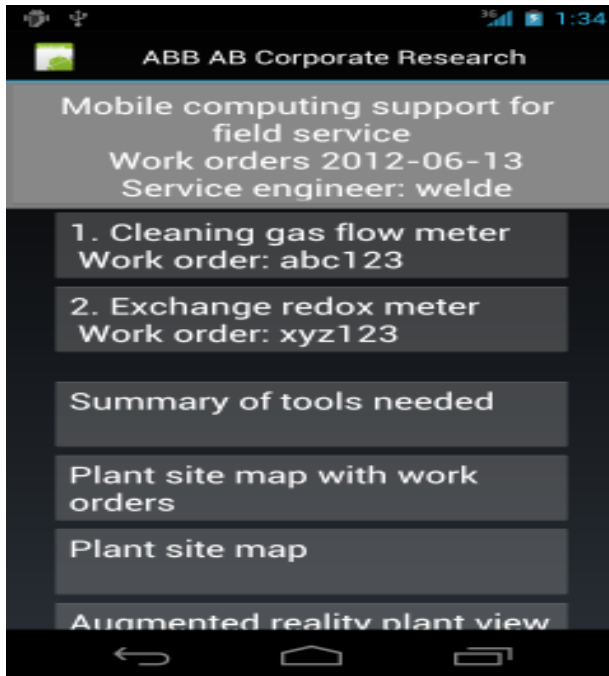 3G 1:34
ABB AB Corporate Research
Mobile computing support for
field service
Work orders 2012-06-13
Service engineer: welde
1. Cleaning gas flow meter
Work order: abc123
2. Exchange redox meter
Work order: xyz123
Summary of tools needed
Plant site map with work
orders
Plant site map
Augmented reality plant view